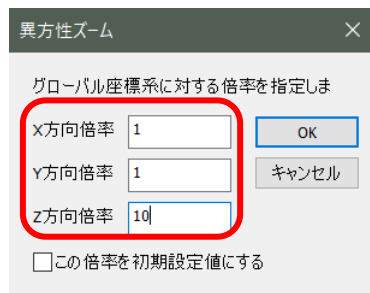 異方性ズーム
グローバル座標系に対する倍率を指定しま
X方向倍率 1 OK
Y方向倍率 1 キャンセル
Z方向倍率 10
この倍率を初期設定値にする